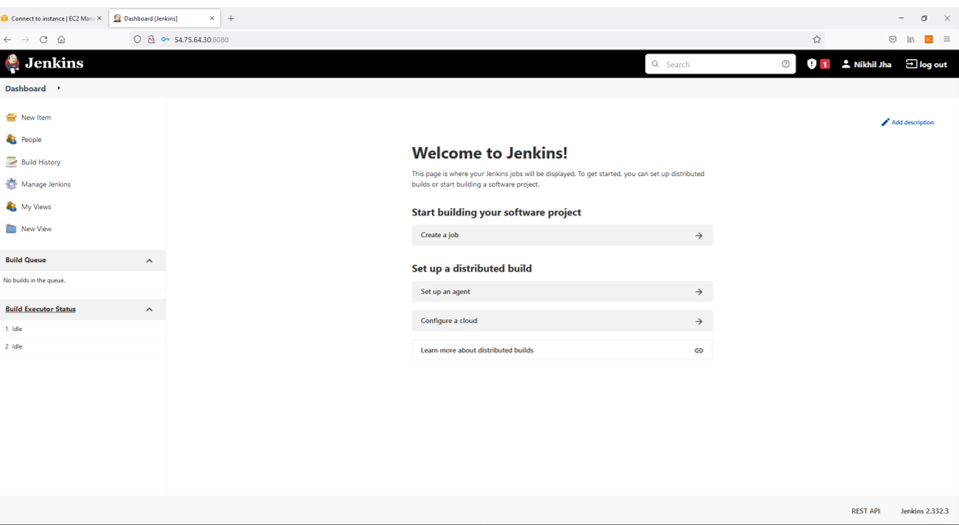 Connect to instance | EC2 Man
Dashboard [Jenkins]
54.75.64.30:8080
Jenkins
Search
1
Nikhil Jha
log out
Dashboard
Add description
New Item
People
Build History
Manage Jenkins
My Views
New View
Build Queue
No builds in the queue.
Build Executor Status
1 Idle
2 Idle
Welcome to Jenkins!
This page is where your Jenkins jobs will be displayed. To get started, you can set up distributed
builds or start building a software project.
Start building your software project
Create a job
Set up a distributed build
Set up an agent
Configure a cloud
Learn more about distributed builds
REST API
Jenkins 2.332.3